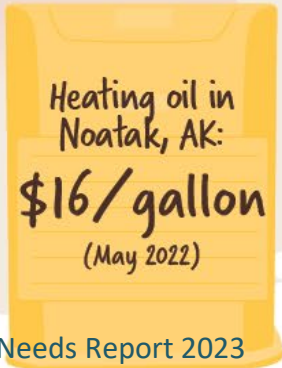 Heating oil in
Noatak, AK:
$16/gallon
(May 2022)
Needs Report 2023